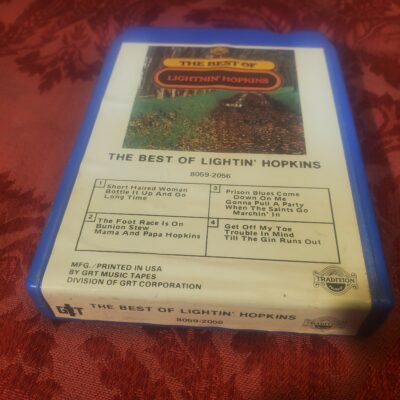 THE BEST OF
LIGHTNIN' HOPKINS
THE BEST OF LIGHTIN' HOPKINS
8059-2056
1 Short Haired Woman
Bottle It Up And Go
Long Time
2 The Foot Race Is On
Bunion Stew
Mama And Papa Hopkins
3 Prison Blues Come
Down On Me
Gonna Pull A Party
When The Saints Go
Marchin' In
4 Get Off My Toe
Trouble In Mind
Till The Gin Runs Out
MFG./PRINTED IN USA
BY GRT MUSIC TAPES
DIVISION OF GRT CORPORATION
TRADITION
GRT THE BEST OF LIGHTIN' HOPKINS
8059-2056
TRADITION